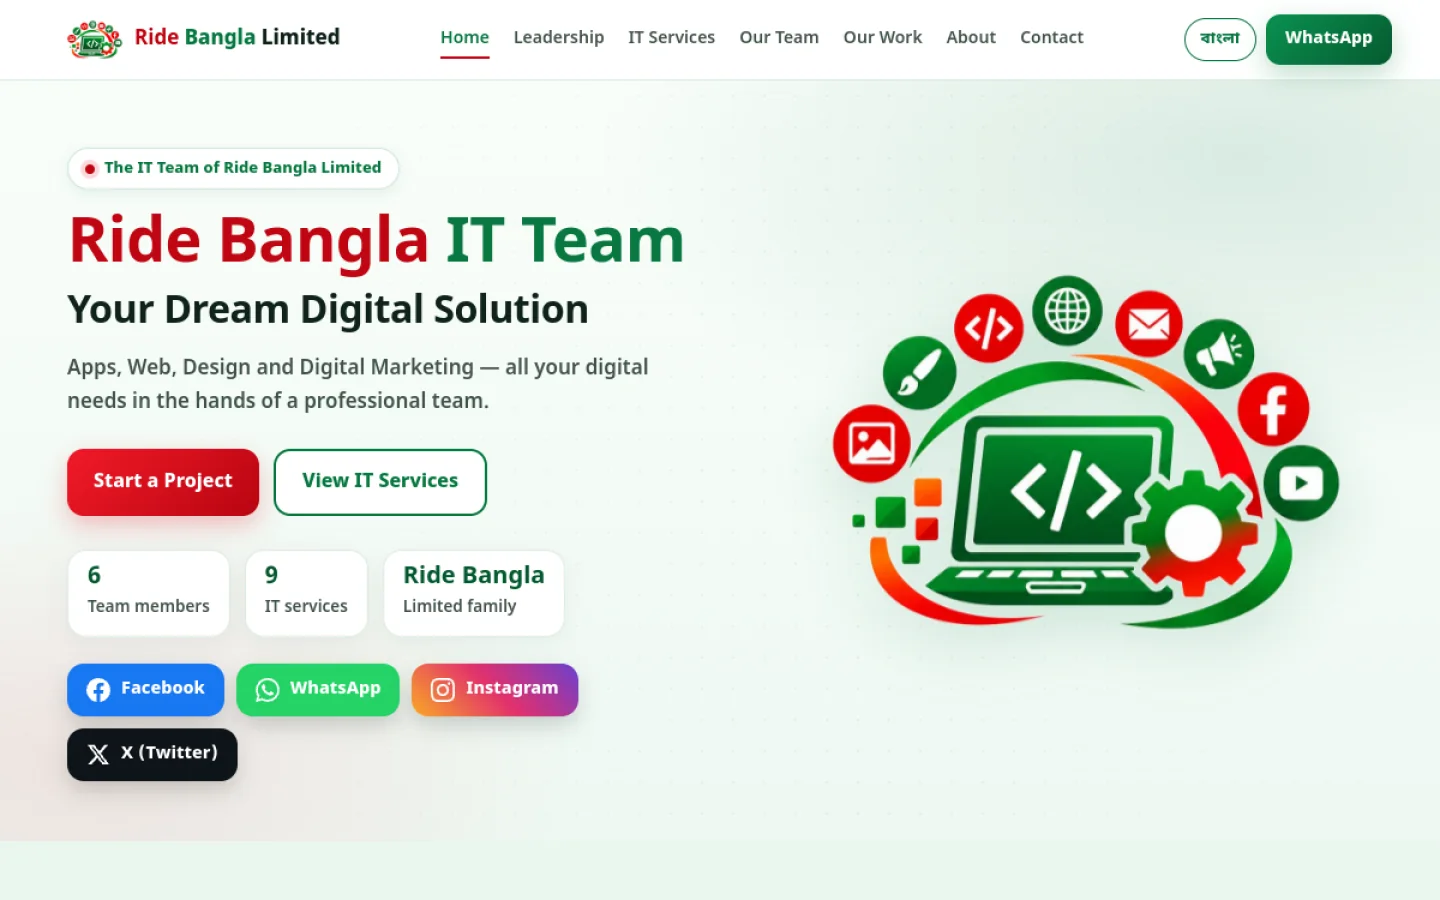 Ride Bangla Limited
Home
Leadership
IT Services
Our Team
Our Work
About
Contact
বাংলা
WhatsApp
The IT Team of Ride Bangla Limited
Ride Bangla IT Team
Your Dream Digital Solution
Apps, Web, Design and Digital Marketing — all your digital
needs in the hands of a professional team.
Start a Project
View IT Services
6
Team members
9
IT services
Ride Bangla
Limited family
Facebook
WhatsApp
Instagram
X (Twitter)